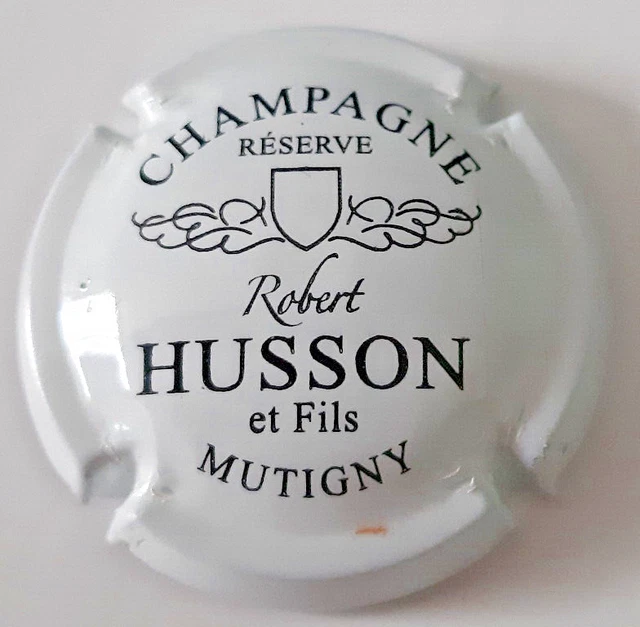 CHAMPAGNE
RÉSERVE
Robert
HUSSON
et Fils
MUTIGNY